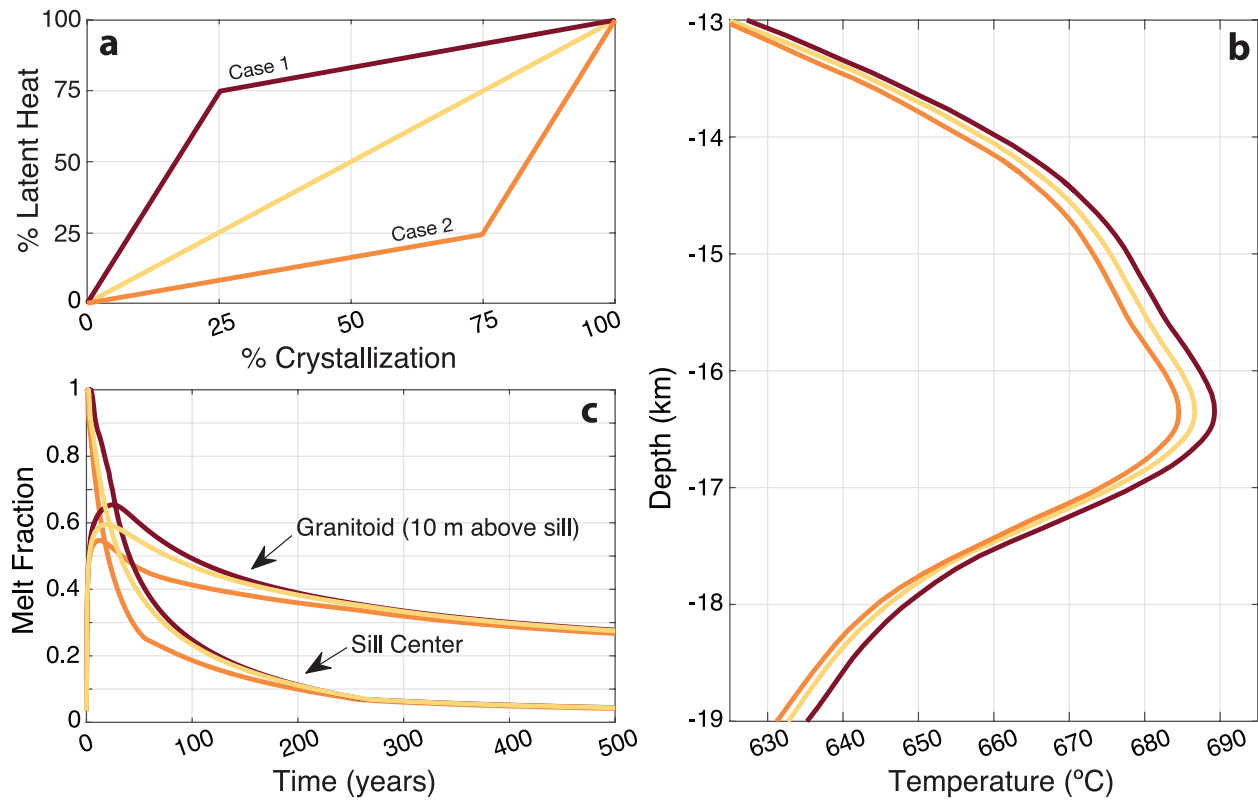 a
100
75
50
25
0
% Latent Heat
Case 1
Case 2
0
25
50
75
100
% Crystallization
c
1
0.8
0.6
0.4
0.2
0
Melt Fraction
Granitoid (10 m above sill)
Sill Center
0
100
200
300
400
500
Time (years)
b
-13
-14
-15
-16
-17
-18
-19
Depth (km)
630
640
650
660
670
680
690
Temperature (ºC)